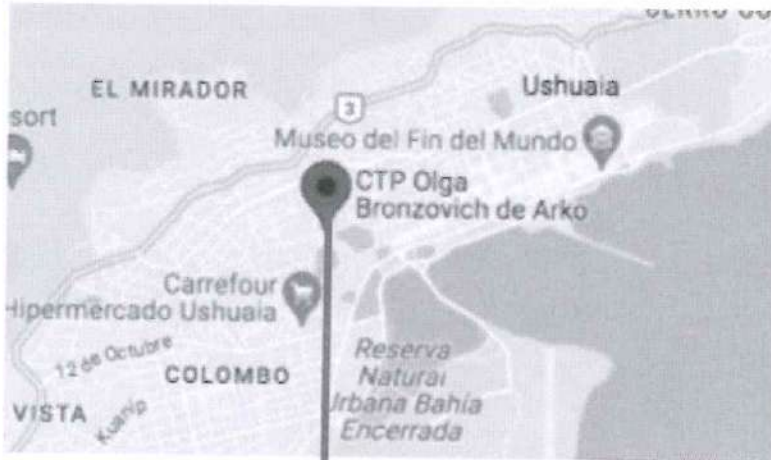 EL MIRADOR
sort
3
Ushuaia
Museo del Fin del Mundo
CTP Olga
Bronzovich de Arko
Carrefour
Hipermercado Ushuaia
12 de Octubre
COLOMBO
VISTA
Kuanip
Reserva
Natural
Urbana Bahía
Encerrada